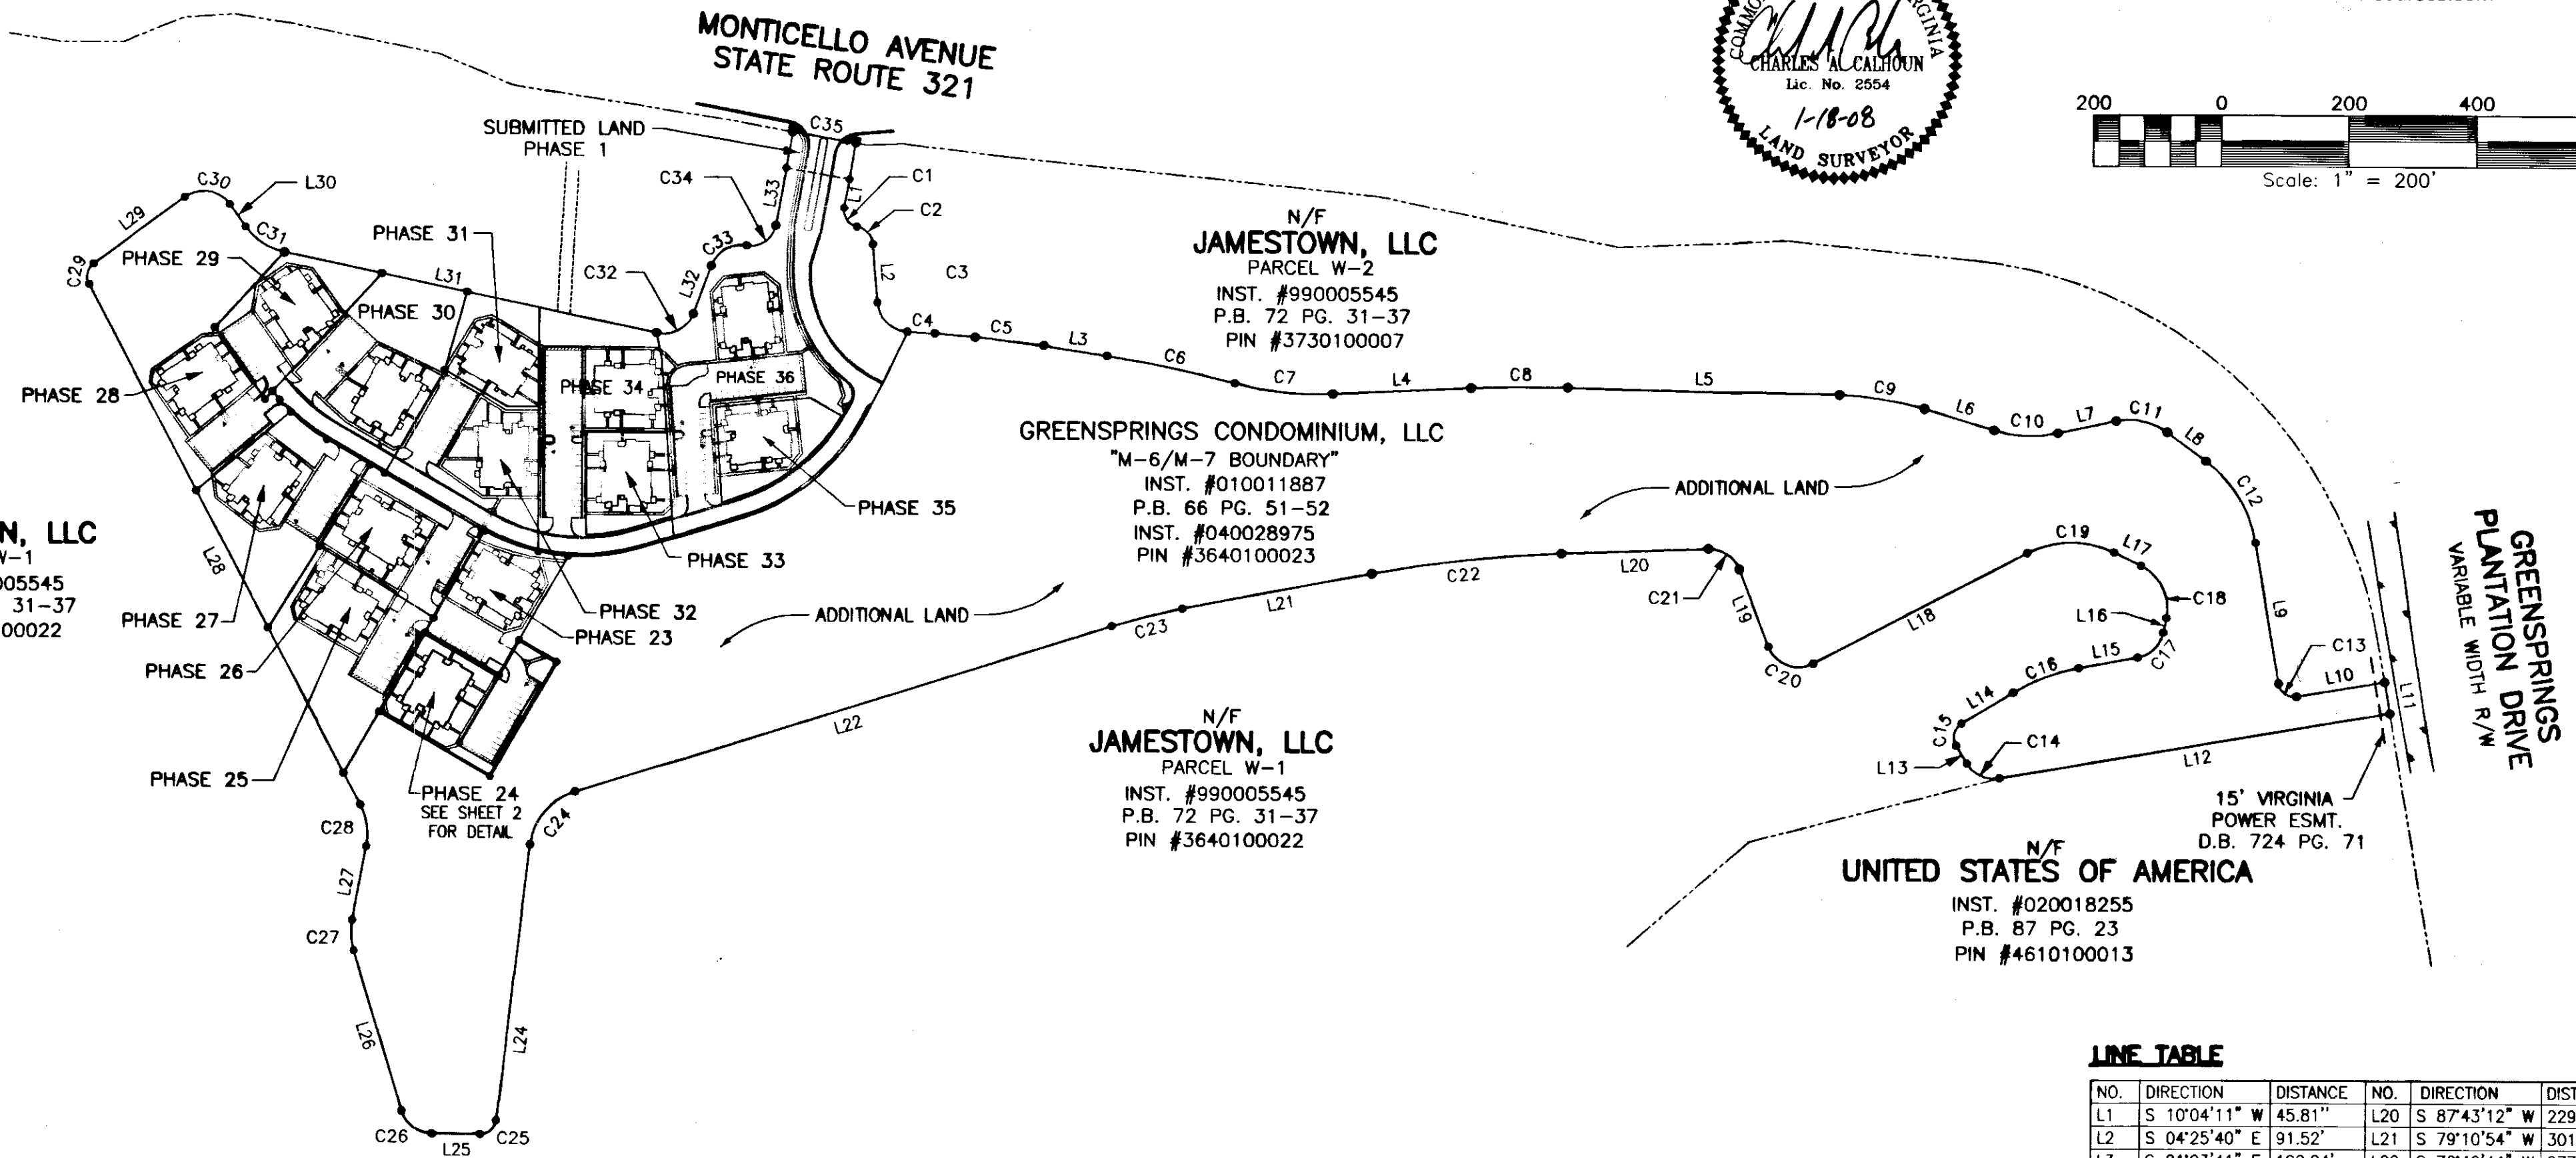 MONTICELLO AVENUE
STATE ROUTE 321
CHARLES A. CALHOUN
Lic. No. 2554
1-18-08
LAND SURVEYOR
200 0 200 400
Scale: 1" = 200'
SUBMITTED LAND
PHASE 1
C35
C34
L33
L1
C1
C2
C33
L32
C32
L2
C3
C30
L30
L29
C31
C29
L31
PHASE 31
PHASE 29
PHASE 30
PHASE 28
PHASE 34
PHASE 36
PHASE 35
PHASE 33
PHASE 32
PHASE 23
PHASE 27
PHASE 26
PHASE 25
PHASE 24
SEE SHEET 2
FOR DETAIL
L28
N, LLC
31-37
N/F
JAMESTOWN, LLC
PARCEL W-2
INST. #990005545
P.B. 72 PG. 31-37
PIN #3730100007
C4
C5
L3
C6
C7
L4
C8
L5
C9
L6
C10
L7
C11
L8
C12
L9
C13
L10
L11
GREENSPRINGS CONDOMINIUM, LLC
"M-6/M-7 BOUNDARY"
INST. #010011887
P.B. 66 PG. 51-52
INST. #040028975
PIN #3640100023
ADDITIONAL LAND
ADDITIONAL LAND
GREENSPRINGS
PLANTATION DRIVE
VARIABLE WIDTH R/W
C19
L17
C18
L16
C17
L15
C16
L14
C15
L13
C14
L12
L18
C20
L19
C21
L20
C22
L21
C23
L22
C24
L24
C25
L25
C26
L26
C27
L27
C28
N/F
JAMESTOWN, LLC
PARCEL W-1
INST. #990005545
P.B. 72 PG. 31-37
PIN #3640100022
15' VIRGINIA
POWER ESMT.
D.B. 724 PG. 71
N/F
UNITED STATES OF AMERICA
INST. #020018255
P.B. 87 PG. 23
PIN #4610100013
LINE TABLE
NO. DIRECTION DISTANCE NO. DIRECTION
L1 S 10°04'11" W 45.81'' L20 S 87°43'12" W 229
L2 S 04°25'40" E 91.52' L21 S 79°10'54" W 301